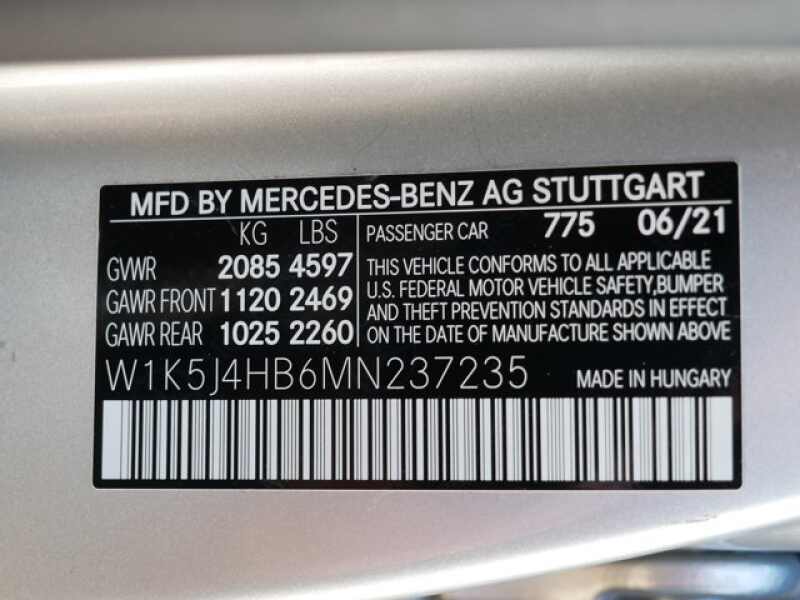 MFD BY MERCEDES-BENZ AG STUTTGART
KG LBS
GVWR 2085 4597
GAWR FRONT 1120 2469
GAWR REAR 1025 2260
PASSENGER CAR 775 06/21
THIS VEHICLE CONFORMS TO ALL APPLICABLE
U.S. FEDERAL MOTOR VEHICLE SAFETY,BUMPER
AND THEFT PREVENTION STANDARDS IN EFFECT
ON THE DATE OF MANUFACTURE SHOWN ABOVE
W1K5J4HB6MN237235
MADE IN HUNGARY